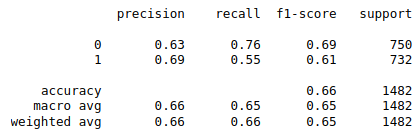 precision recall f1-score support
0 0.63 0.76 0.69 750
1 0.69 0.55 0.61 732
accuracy 0.66 1482
macro avg 0.66 0.65 0.65 1482
weighted avg 0.66 0.66 0.65 1482